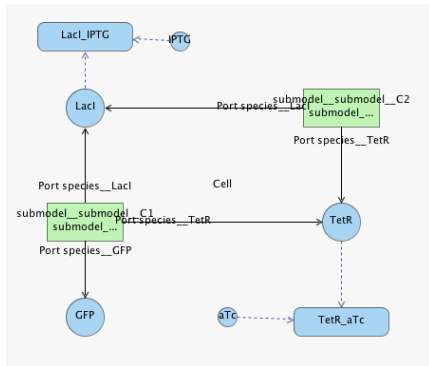 LacI_IPTG
IPTG
LacI
Port species__LacI
submodel__submodel__C2
submodel_...
Port species__TetR
Port species__LacI
Cell
submodel__submodel__C1
submodel_...
Port species__TetR
TetR
Port species__GFP
GFP
aTc
TetR_aTc